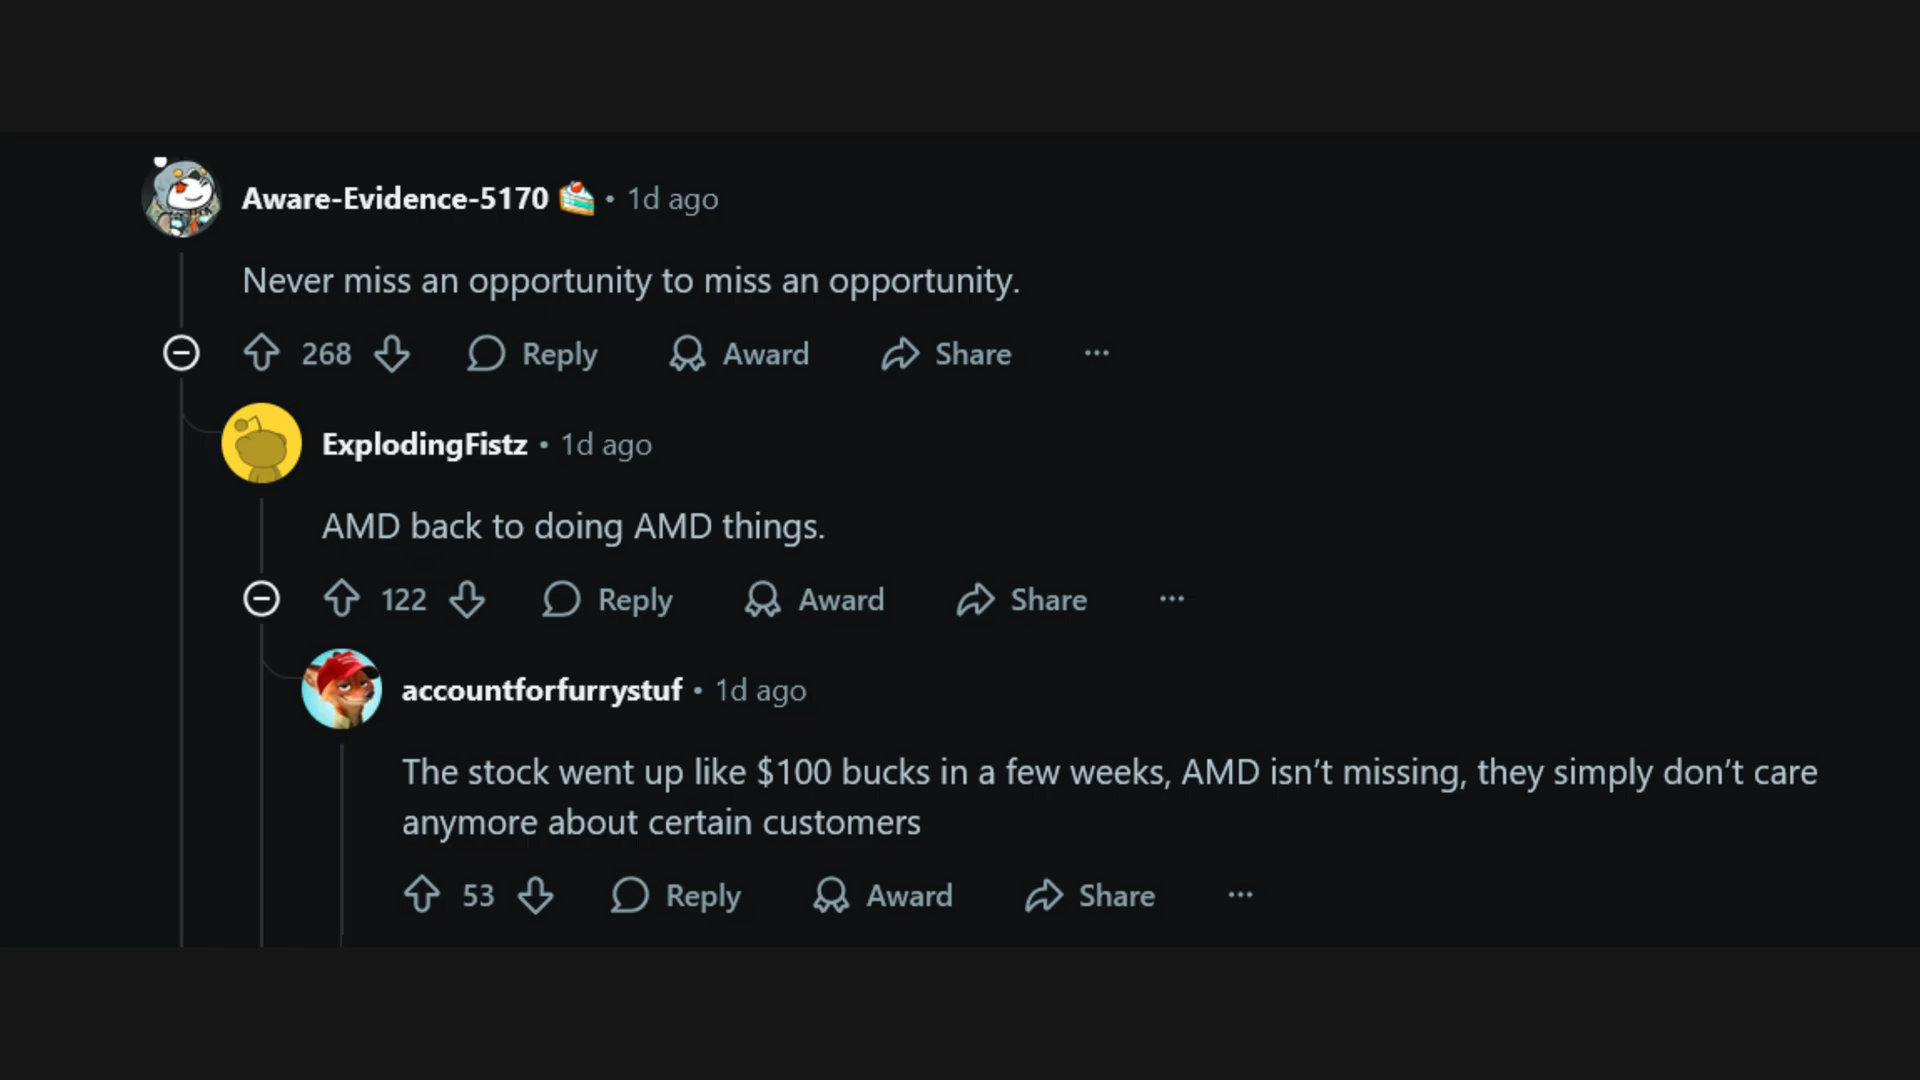 Aware-Evidence-5170 🍰 • 1d ago
Never miss an opportunity to miss an opportunity.
268 Reply Award Share ...
ExplodingFistz • 1d ago
AMD back to doing AMD things.
122 Reply Award Share ...
accountforfurrystuf • 1d ago
The stock went up like $100 bucks in a few weeks, AMD isn’t missing, they simply don’t care
anymore about certain customers
53 Reply Award Share ...